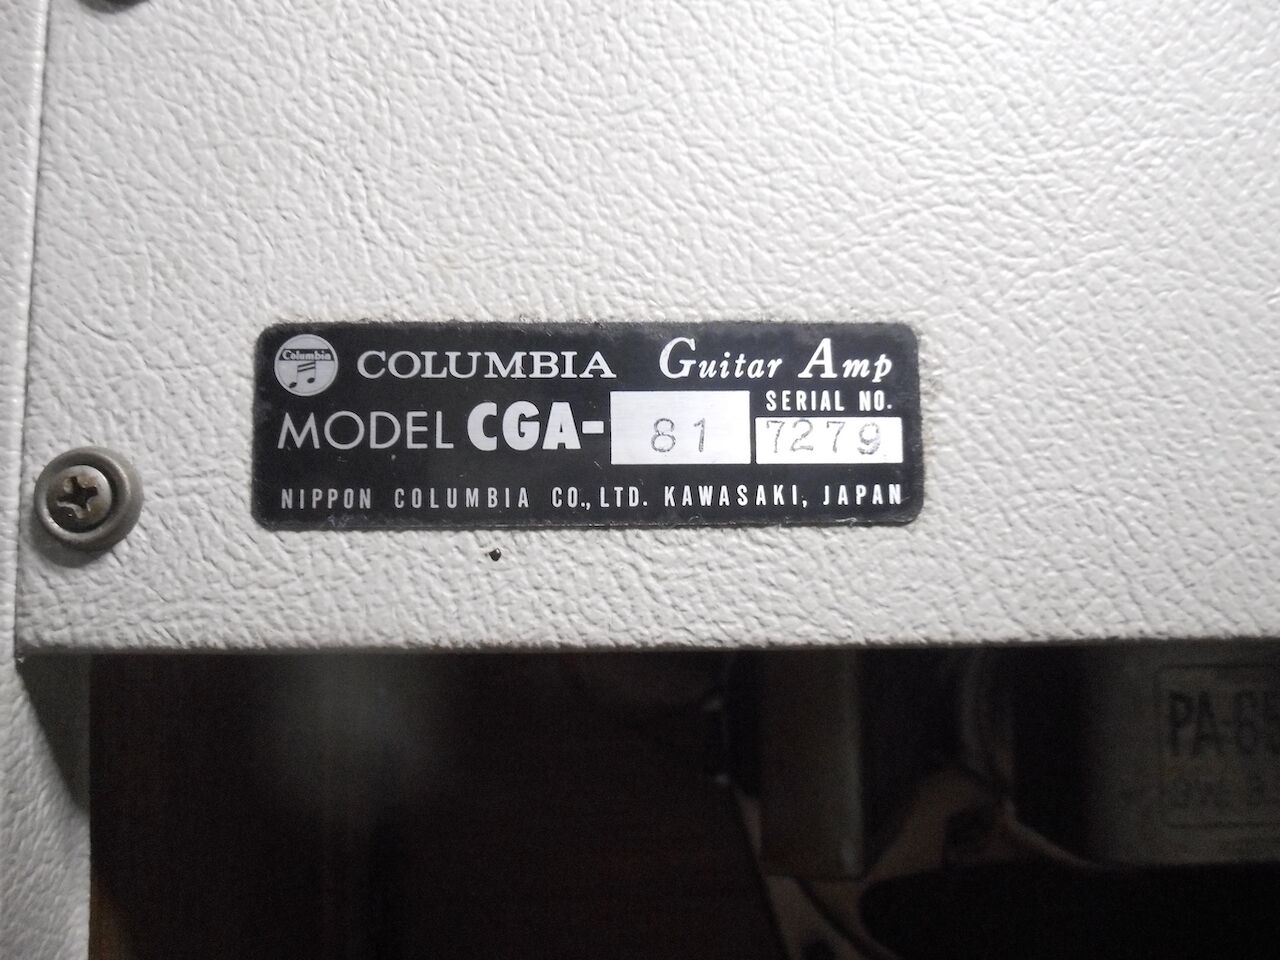 Columbia COLUMBIA Guitar Amp
MODEL CGA-81 SERIAL NO. 7279
NIPPON COLUMBIA CO., LTD. KAWASAKI, JAPAN